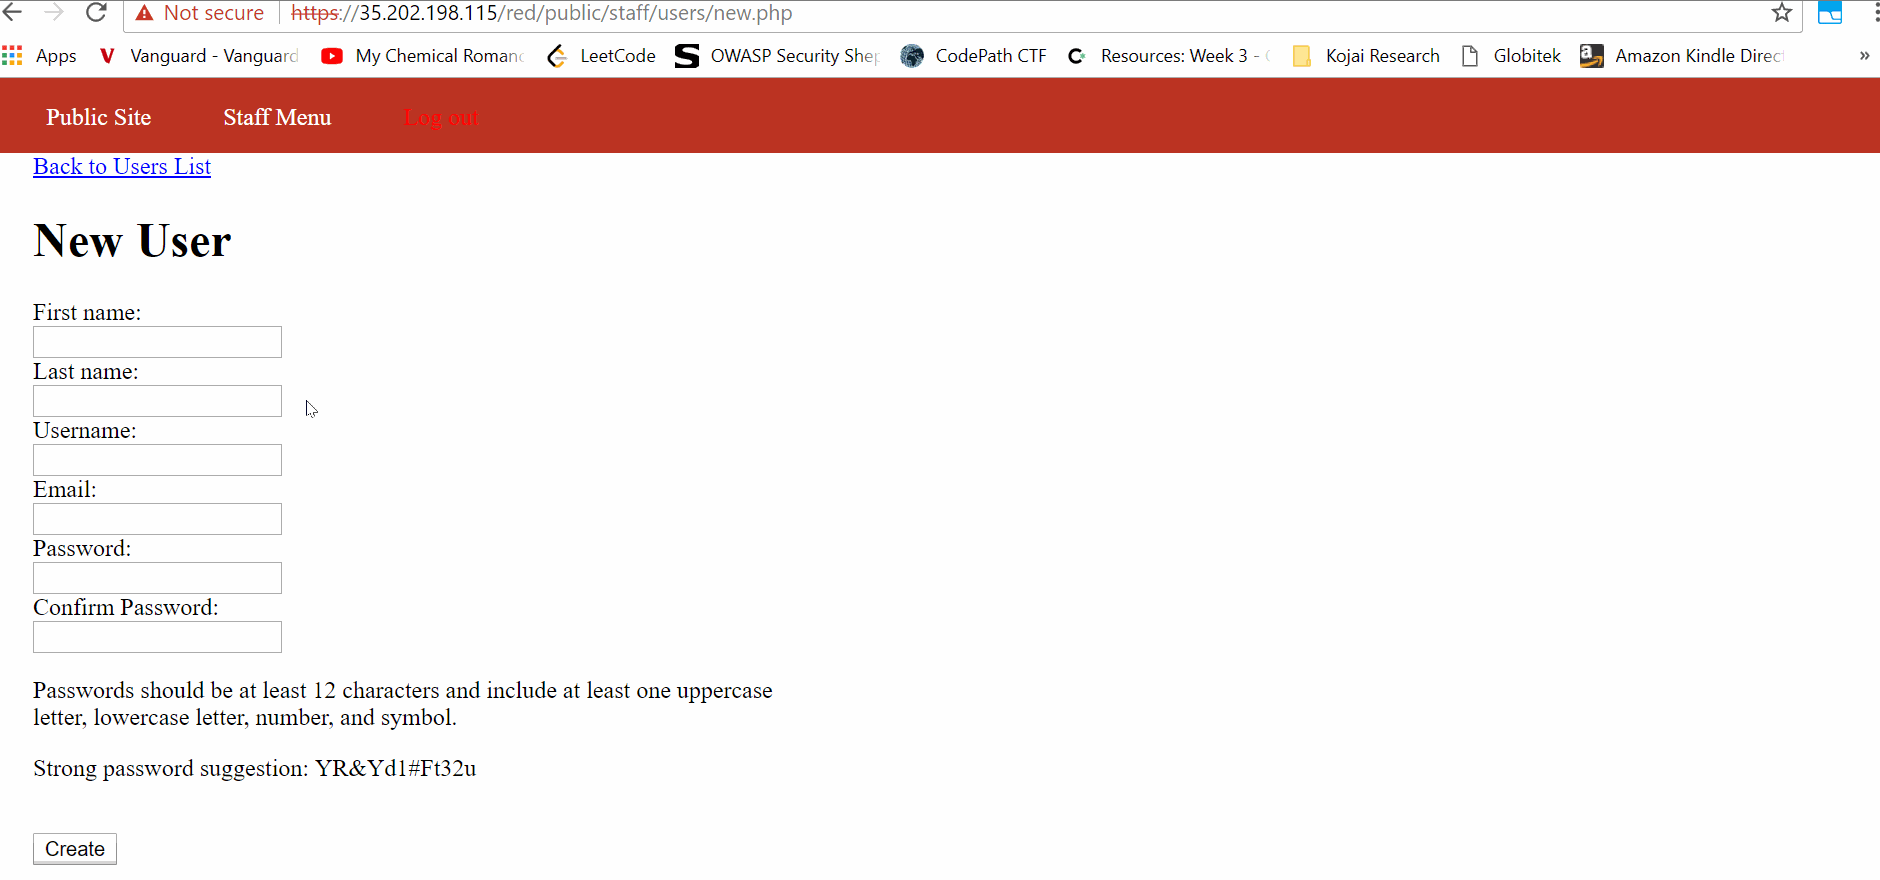 Not secure https://35.202.198.115/red/public/staff/users/new.php
Apps Vanguard - Vanguard My Chemical Romanc LeetCode OWASP Security Shep CodePath CTF Resources: Week 3 - Kojai Research Globitek Amazon Kindle Direct »
Public Site Staff Menu Log out
Back to Users List
New User
First name:
Last name:
Username:
Email:
Password:
Confirm Password:
Passwords should be at least 12 characters and include at least one uppercase
letter, lowercase letter, number, and symbol.
Strong password suggestion: YR&Yd1#Ft32u
Create